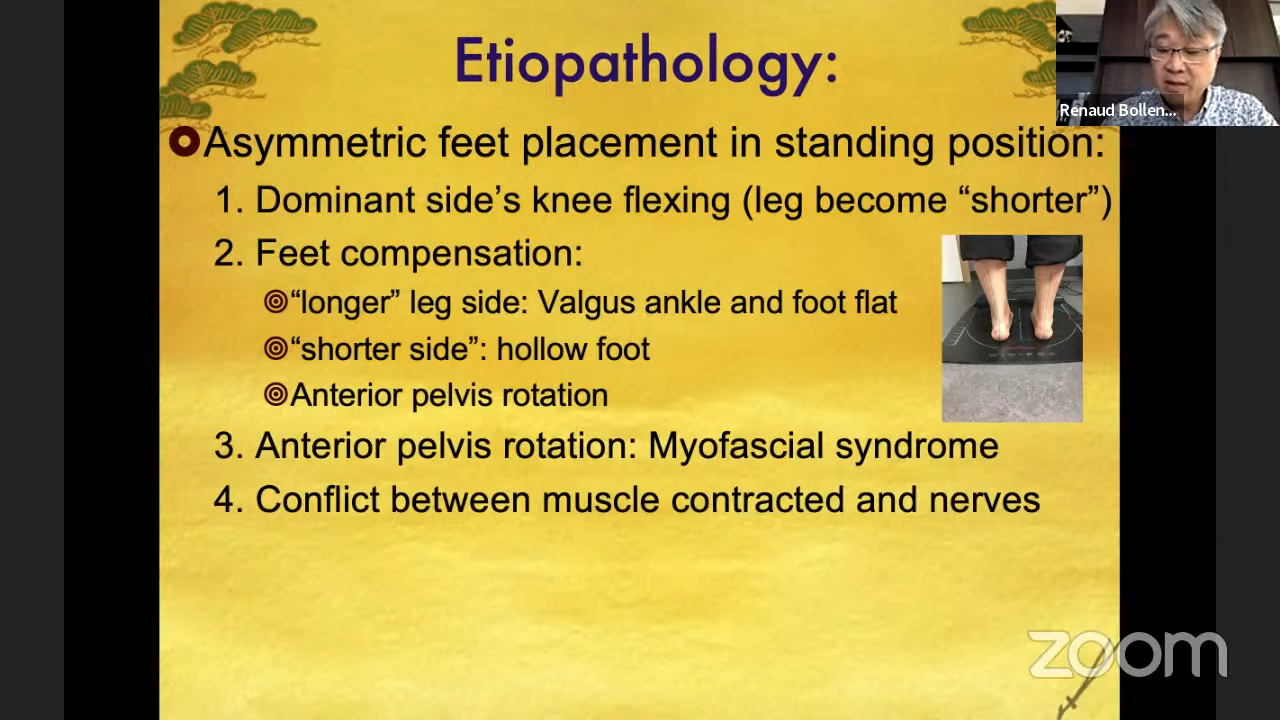 Etiopathology:
Renaud Bollen...
Asymmetric feet placement in standing position:
1. Dominant side’s knee flexing (leg become “shorter”)
2. Feet compensation:
“longer” leg side: Valgus ankle and foot flat
“shorter side”: hollow foot
Anterior pelvis rotation
3. Anterior pelvis rotation: Myofascial syndrome
4. Conflict between muscle contracted and nerves
zoom